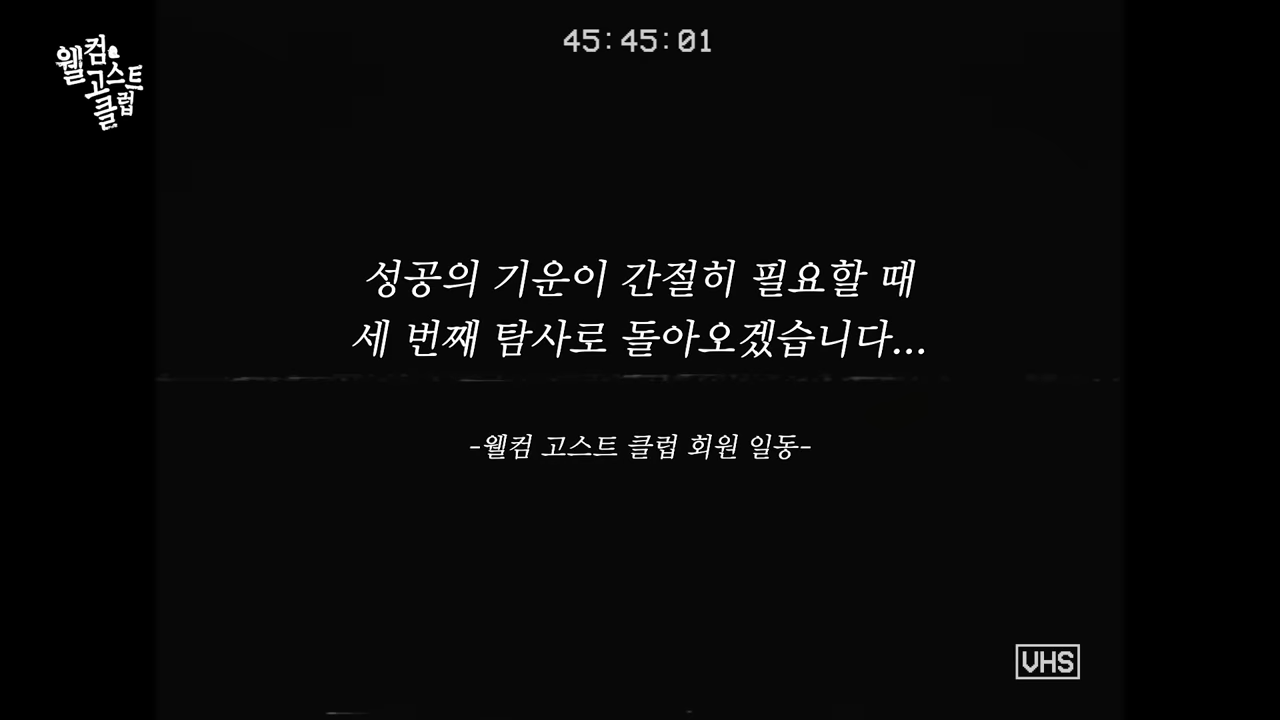 웰컴
고스트
클럽
45:45:01
성공의 기운이 간절히 필요할 때
세 번째 탐사로 돌아오겠습니다...
-웰컴 고스트 클럽 회원 일동-
VHS